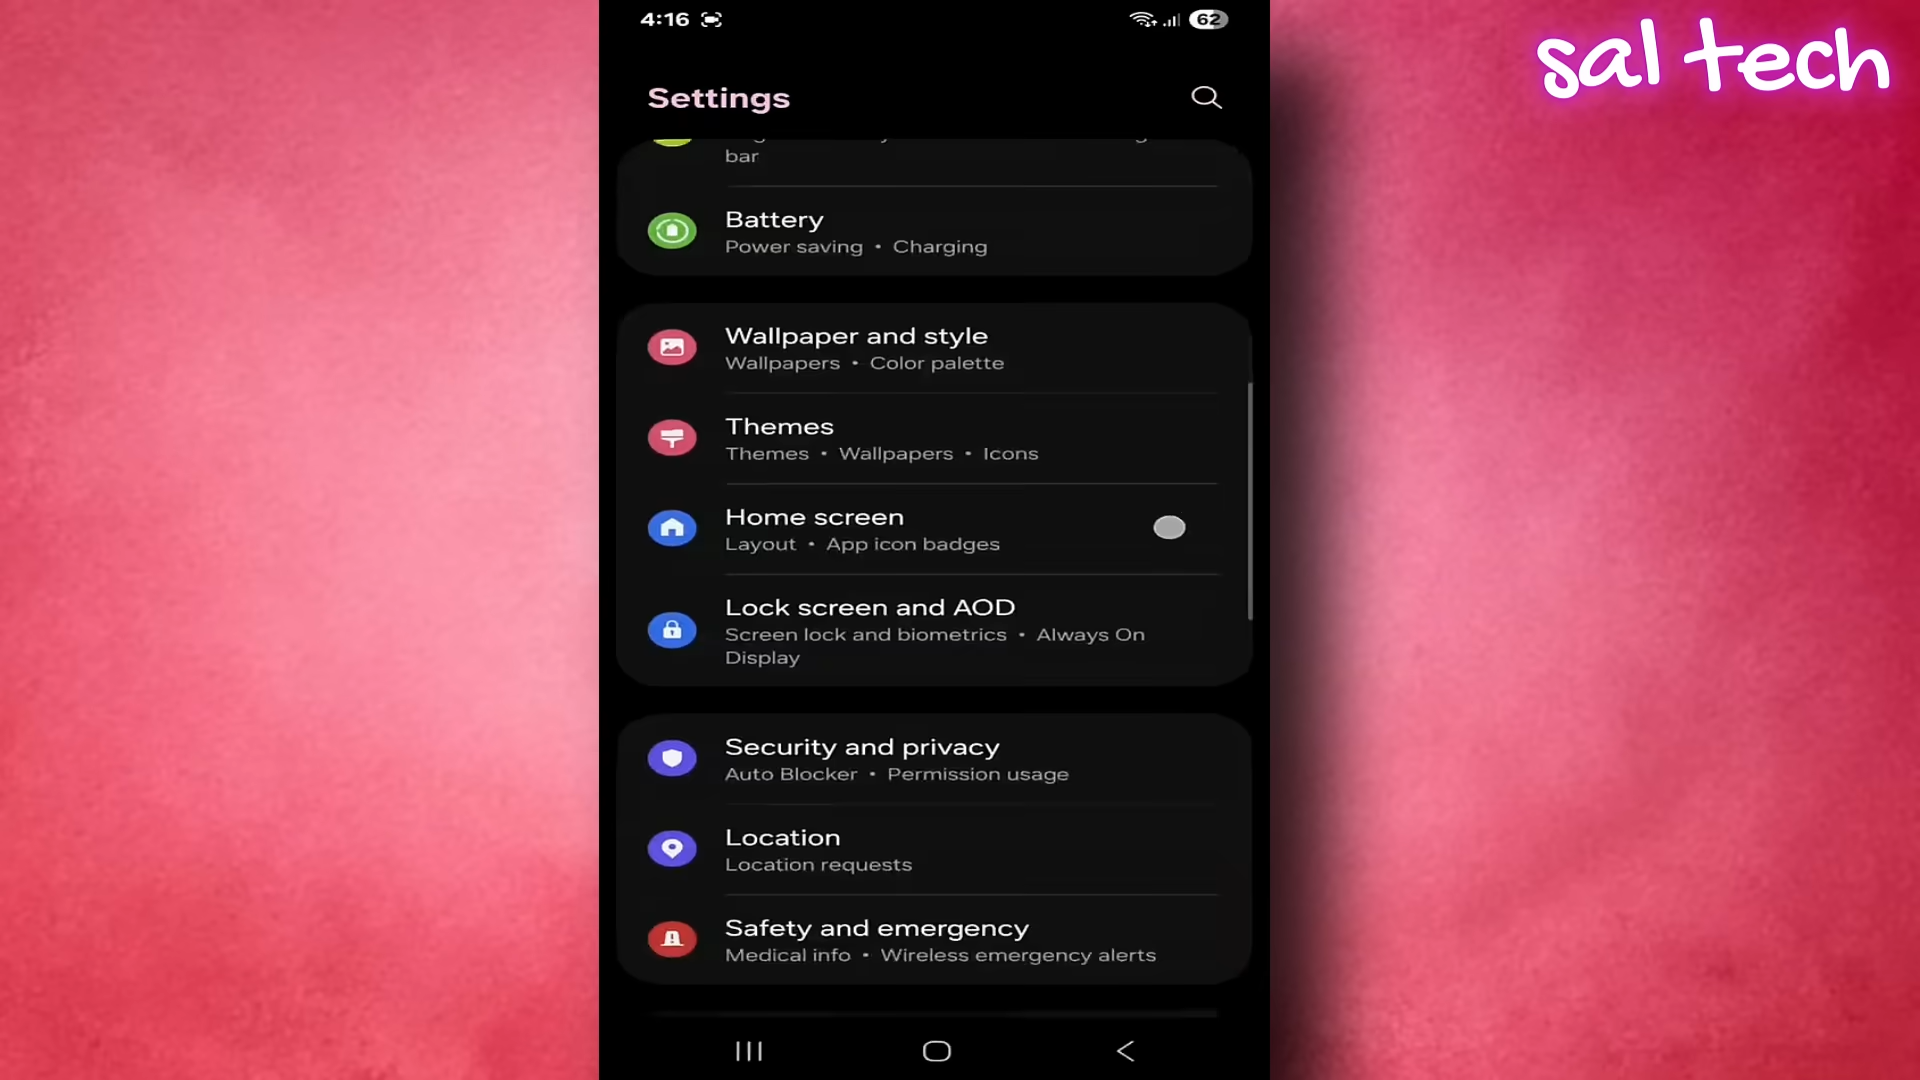 4:16
62
sal tech
Settings
bar
Battery
Power saving • Charging
Wallpaper and style
Wallpapers • Color palette
Themes
Themes • Wallpapers • Icons
Home screen
Layout • App icon badges
Lock screen and AOD
Screen lock and biometrics • Always On
Display
Security and privacy
Auto Blocker • Permission usage
Location
Location requests
Safety and emergency
Medical info • Wireless emergency alerts